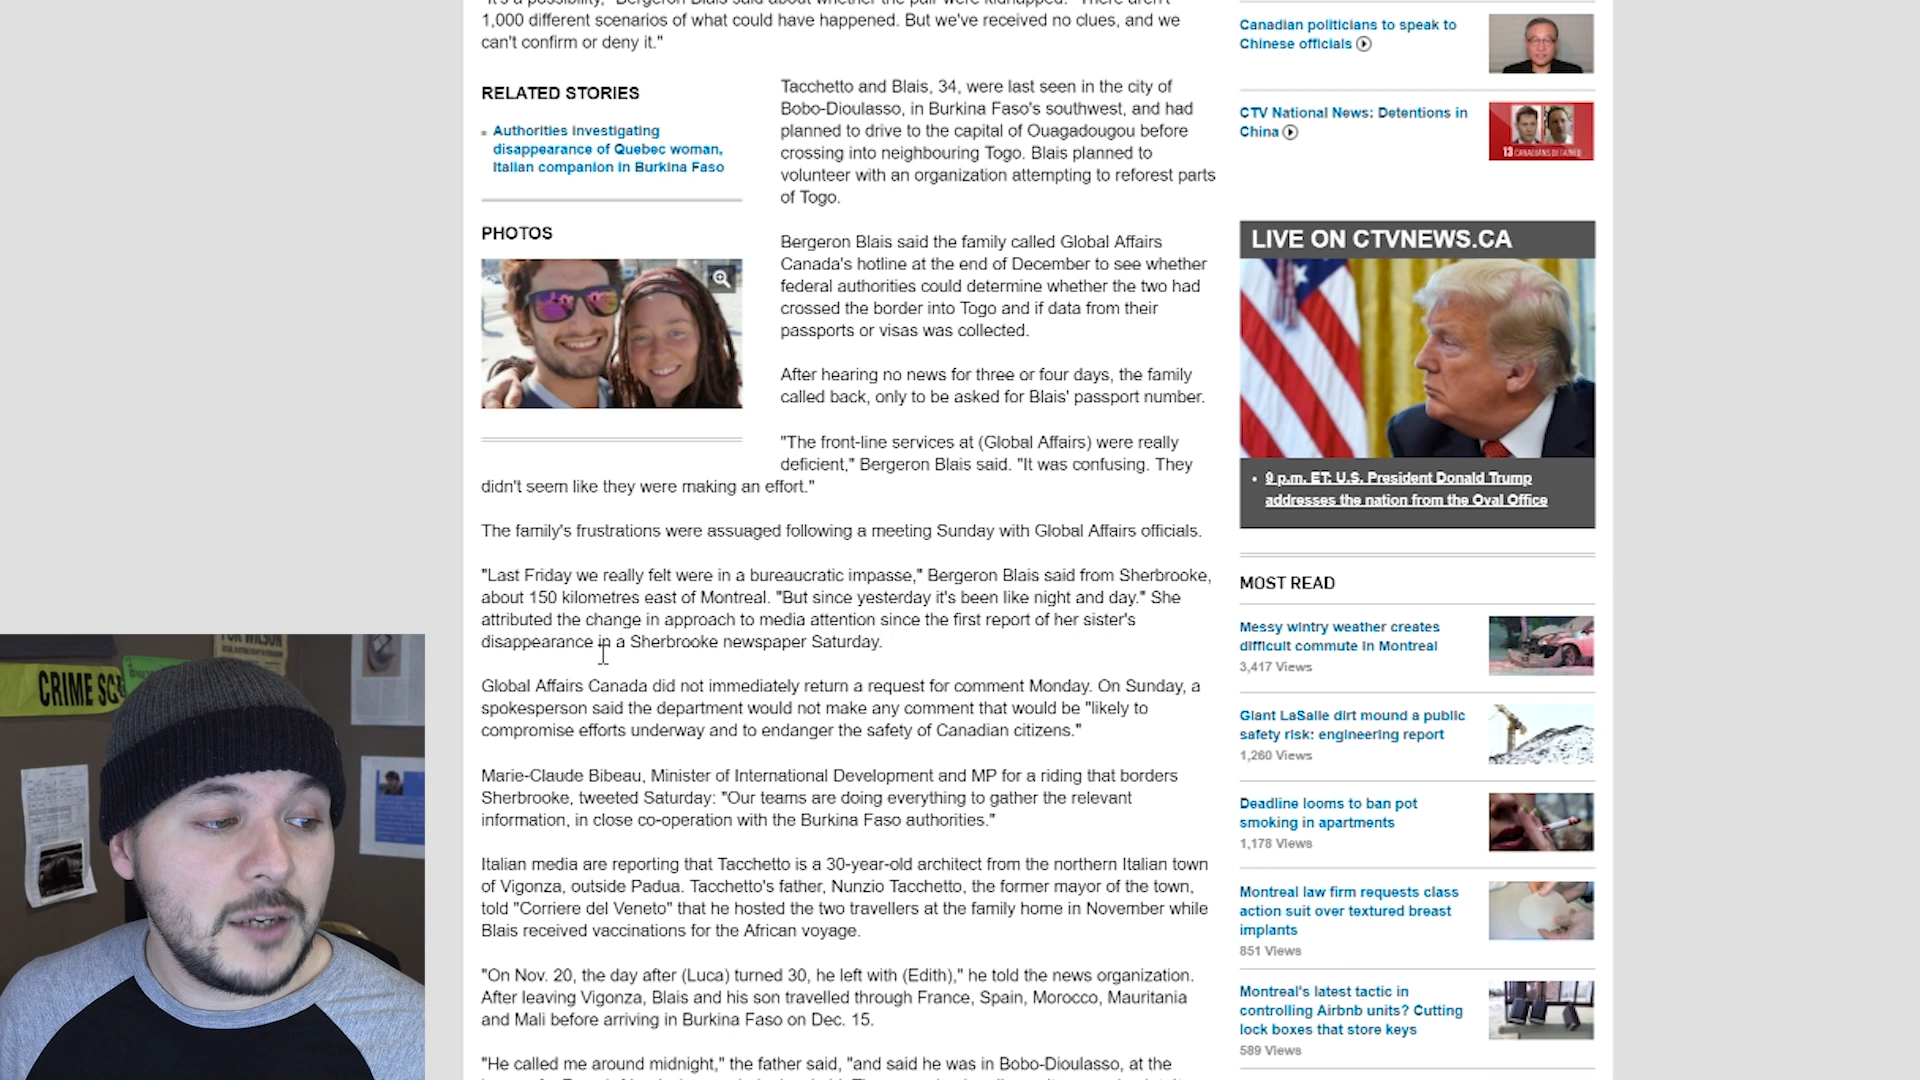 "It's a possibility," Bergeron Blais said about whether the pair were kidnapped. "There aren't
1,000 different scenarios of what could have happened. But we've received no clues, and we
can't confirm or deny it."
RELATED STORIES
Authorities investigating
disappearance of Quebec woman,
Italian companion in Burkina Faso
PHOTOS
Tacchetto and Blais, 34, were last seen in the city of
Bobo-Dioulasso, in Burkina Faso's southwest, and had
planned to drive to the capital of Ouagadougou before
crossing into neighbouring Togo. Blais planned to
volunteer with an organization attempting to reforest parts
of Togo.
Bergeron Blais said the family called Global Affairs
Canada's hotline at the end of December to see whether
federal authorities could determine whether the two had
crossed the border into Togo and if data from their
passports or visas was collected.
After hearing no news for three or four days, the family
called back, only to be asked for Blais' passport number.
"The front-line services at (Global Affairs) were really
deficient," Bergeron Blais said. "It was confusing. They
didn't seem like they were making an effort."
The family's frustrations were assuaged following a meeting Sunday with Global Affairs officials.
"Last Friday we really felt were in a bureaucratic impasse," Bergeron Blais said from Sherbrooke,
about 150 kilometres east of Montreal. "But since yesterday it's been like night and day." She
attributed the change in approach to media attention since the first report of her sister's
disappearance in a Sherbrooke newspaper Saturday.
Global Affairs Canada did not immediately return a request for comment Monday. On Sunday, a
spokesperson said the department would not make any comment that would be "likely to
compromise efforts underway and to endanger the safety of Canadian citizens."
Marie-Claude Bibeau, Minister of International Development and MP for a riding that borders
Sherbrooke, tweeted Saturday: "Our teams are doing everything to gather the relevant
information, in close co-operation with the Burkina Faso authorities."
Italian media are reporting that Tacchetto is a 30-year-old architect from the northern Italian town
of Vigonza, outside Padua. Tacchetto's father, Nunzio Tacchetto, the former mayor of the town,
told "Corriere del Veneto" that he hosted the two travellers at the family home in November while
Blais received vaccinations for the African voyage.
"On Nov. 20, the day after (Luca) turned 30, he left with (Edith)," he told the news organization.
After leaving Vigonza, Blais and his son travelled through France, Spain, Morocco, Mauritania
and Mali before arriving in Burkina Faso on Dec. 15.
"He called me around midnight," the father said, "and said he was in Bobo-Dioulasso, at the
Canadian politicians to speak to
Chinese officials
CTV National News: Detentions in
China
13 CANADIANS DETAINED
LIVE ON CTVNEWS.CA
9 p.m. ET: U.S. President Donald Trump
addresses the nation from the Oval Office
MOST READ
Messy wintry weather creates
difficult commute in Montreal
3,417 Views
Giant LaSalle dirt mound a public
safety risk: engineering report
1,260 Views
Deadline looms to ban pot
smoking in apartments
1,178 Views
Montreal law firm requests class
action suit over textured breast
implants
851 Views
Montreal's latest tactic in
controlling Airbnb units? Cutting
lock boxes that store keys
589 Views
CRIME SC
FOR WILSON